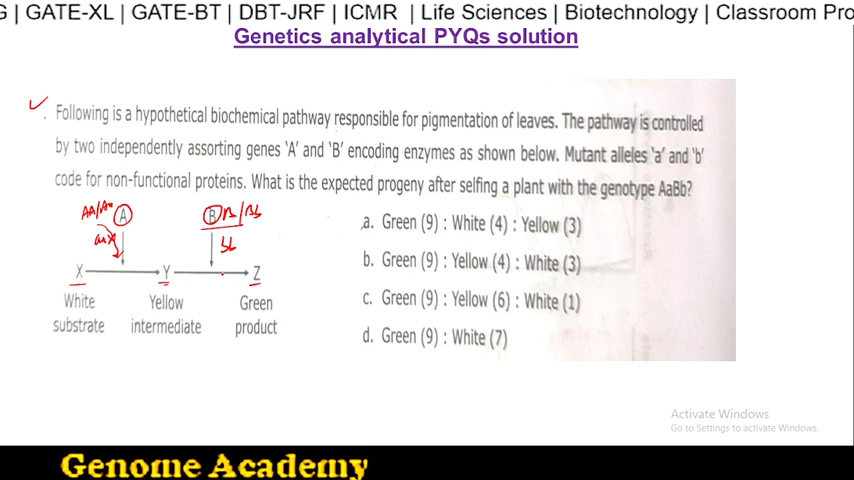 G | GATE-XL | GATE-BT | DBT-JRF | ICMR | Life Sciences | Biotechnology | Classroom Pro
Genetics analytical PYQs solution
Following is a hypothetical biochemical pathway responsible for pigmentation of leaves. The pathway is controlled
by two independently assorting genes 'A' and 'B' encoding enzymes as shown below. Mutant alleles 'a' and 'b'
code for non-functional proteins. What is the expected progeny after selfing a plant with the genotype AaBb?
AA/Aa A B /Bb
aa bb
X Y Z
White Yellow Green
substrate intermediate product
a. Green (9) : White (4) : Yellow (3)
b. Green (9) : Yellow (4) : White (3)
c. Green (9) : Yellow (6) : White (1)
d. Green (9) : White (7)
Activate Windows
Go to Settings to activate Windows.
Genome Academy